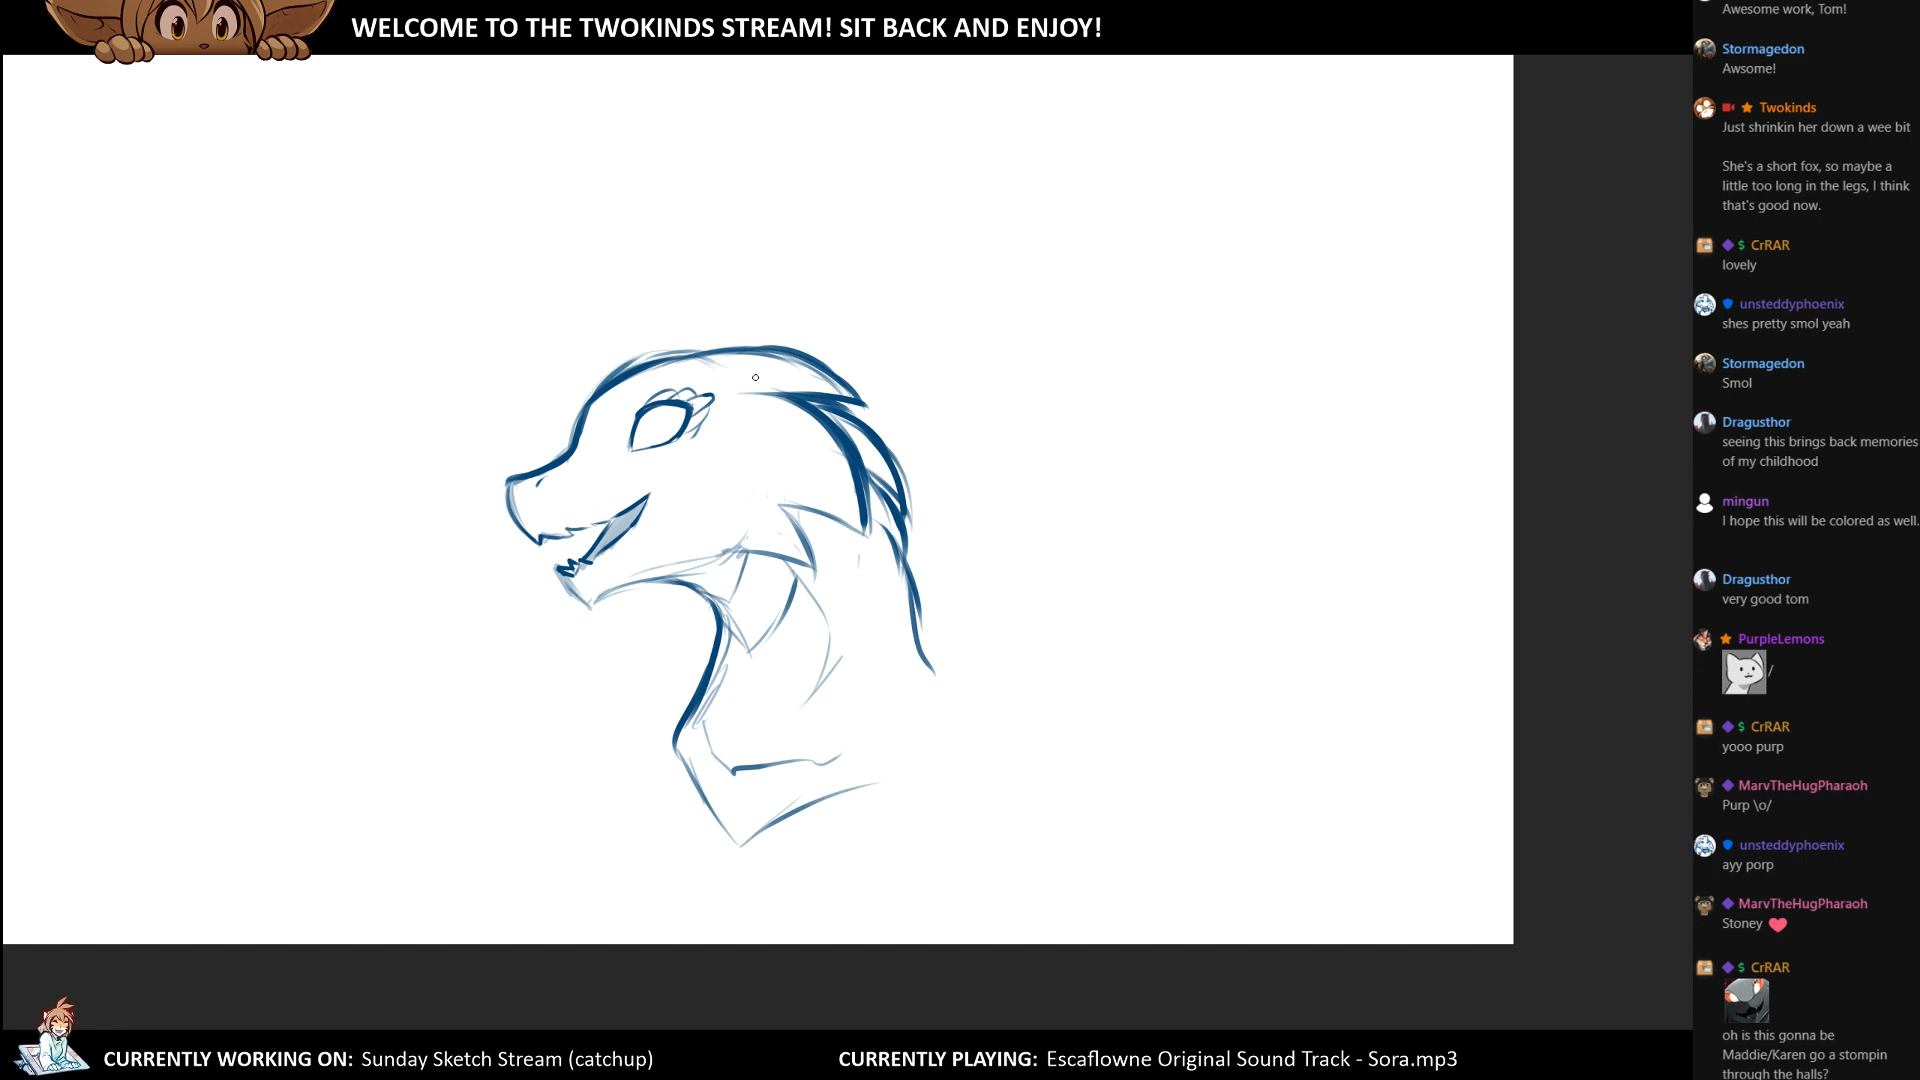 WELCOME TO THE TWOKINDS STREAM! SIT BACK AND ENJOY!
Awesome work, Tom!
Stormagedon
Awsome!
Twokinds
Just shrinkin her down a wee bit
She's a short fox, so maybe a
little too long in the legs, I think
that's good now.
$ CrRAR
lovely
unsteddyphoenix
shes pretty smol yeah
Stormagedon
Smol
Dragusthor
seeing this brings back memories
of my childhood
mingun
I hope this will be colored as well.
Dragusthor
very good tom
PurpleLemons
/
$ CrRAR
yooo purp
MarvTheHugPharaoh
Purp \o/
unsteddyphoenix
ayy porp
MarvTheHugPharaoh
Stoney
$ CrRAR
oh is this gonna be
Maddie/Karen go a stompin
through the halls?
CURRENTLY WORKING ON: Sunday Sketch Stream (catchup)
CURRENTLY PLAYING: Escaflowne Original Sound Track - Sora.mp3